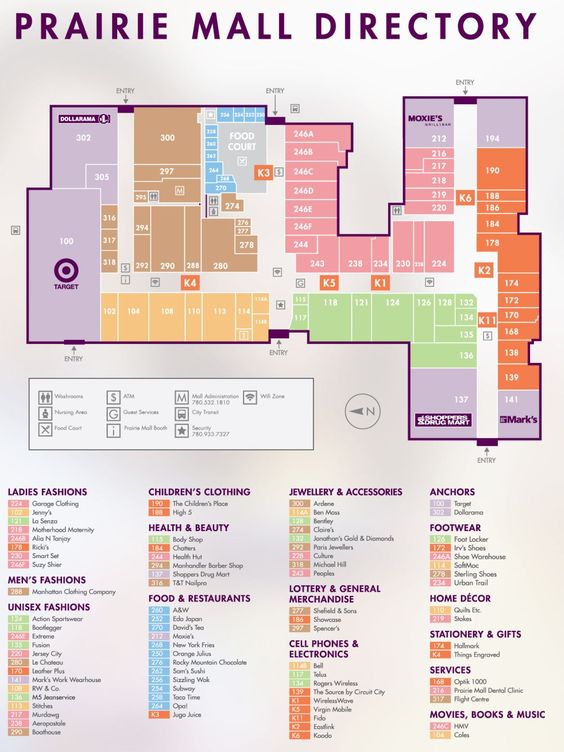 PRAIRIE MALL DIRECTORY
ENTRY
ENTRY
ENTRY
DOLLARAMA
302
305
300
297
295
M
256 254 252 250
258
260
262
264
268
270
FOOD
COURT
K3
274
276
277
278
246A
246B
246C
246D
246E
246F
244
MOXIE'S
GRILL & BAR
212
216
217
218
219
220
K6
194
190
188
186
184
178
K2
174
172
170
168
138
139
K11
100
TARGET
316
317
318
$
i
292
290
288
280
K4
243
238
234
230
228
224
G
K5
K1
102
104
108
110
113
114
114A
114B
115
117
118
121
124
126
128
132
134
135
136
137
SHOPPERS
DRUG MART
141
Mark's
ENTRY
ENTRY
ENTRY
Washrooms
Nursing Area
Food Court
$ ATM
G Guest Services
i Prairie Mall Booth
M Mall Administration
780.532.1810
City Transit
Security
780.933.7327
Wifi Zone
N
LADIES FASHIONS
224 Garage Clothing
102 Jenny's
121 La Senza
218 Motherhood Maternity
246B Alia N Tanjay
178 Ricki's
230 Smart Set
246F Suzy Shier
MEN'S FASHIONS
288 Manhattan Clothing Company
UNISEX FASHIONS
124 Action Sportswear
118 Bootlegger
246E Extreme
135 Fusion
220 Jersey City
280 Le Chateau
170 Leather Plus
141 Mark's Work Wearhouse
108 RW & Co.
136 M5 Jeanservice
113 Stitches
217 Murdawg
238 Aeropostale
290 Boathouse
CHILDREN'S CLOTHING
190 The Children's Place
188 High 5
HEALTH & BEAUTY
115 Body Shop
184 Chatters
244 Health Hut
294 Manhandler Barber Shop
137 Shoppers Drug Mart
316 T&T Nailpro
FOOD & RESTAURANTS
260 A&W
252 Edo Japan
270 David's Tea
212 Moxie's
268 New York Fries
250 Orange Julius
276 Rocky Mountain Chocolate
262 Sam's Sushi
256 Sizzling Wok
254 Subway
258 Taco Time
264 Opa!
K3 Jugo Juice
JEWELLERY & ACCESSORIES
300 Ardene
114A Ben Moss
128 Bentley
274 Claire's
132 Jonathan's Gold & Diamonds
292 Paris Jewellers
228 Culture
318 Michael Hill
243 Peoples
LOTTERY & GENERAL
MERCHANDISE
277 Sheffield & Sons
186 Showcase
297 Spencer's
CELL PHONES &
ELECTRONICS
114B Bell
117 Telus
134 Rogers Wireless
139 The Source by Circuit City
K1 WirelessWave
K5 Virgin Mobile
K11 Fido
K2 Eastlink
K6 Koodo
ANCHORS
100 Target
302 Dollarama
FOOTWEAR
126 Foot Locker
172 Irv's Shoes
246A Shoe Warehouse
114 SoftMoc
278 Sterling Shoes
234 Urban Trail
HOME DÉCOR
110 Quilts Etc.
219 Stokes
STATIONERY & GIFTS
174 Hallmark
K4 Things Engraved
SERVICES
168 Optik 1000
216 Prairie Mall Dental Clinic
317 Flight Centre
MOVIES, BOOKS & MUSIC
246C HMV
104 Coles